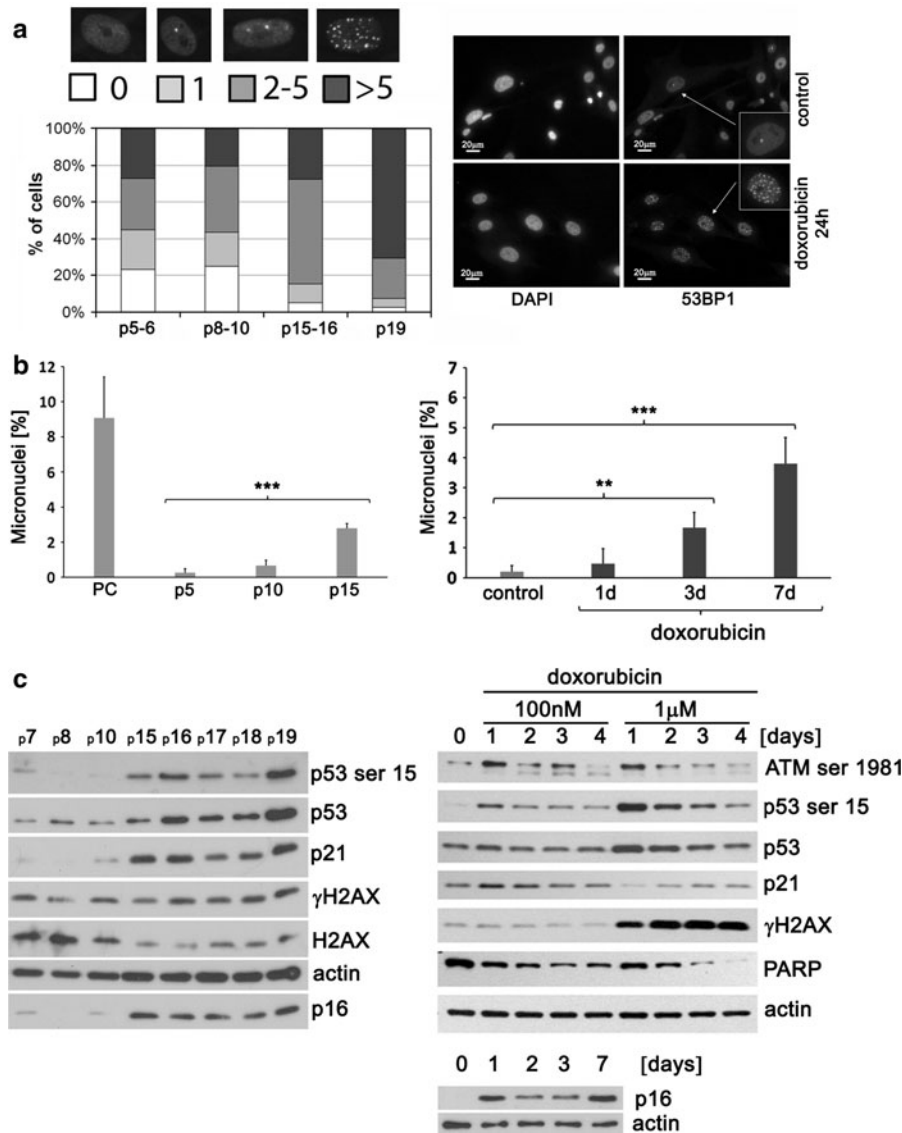 a
0 1 2-5 >5
100%
80%
60%
40%
20%
0%
% of cells
p5-6 p8-10 p15-16 p19
20µm 20µm
control
20µm 20µm
doxorubicin 24h
DAPI 53BP1
b
12
10
8
6
4
2
0
Micronuclei [%]
***
PC p5 p10 p15
7
6
5
4
3
2
1
0
Micronuclei [%]
***
**
control 1d 3d 7d
doxorubicin
c
p7 p8 p10 p15 p16 p17 p18 p19
p53 ser 15
p53
p21
γH2AX
H2AX
actin
p16
doxorubicin
100nM 1µM
0 1 2 3 4 1 2 3 4 [days]
ATM ser 1981
p53 ser 15
p53
p21
γH2AX
PARP
actin
0 1 2 3 7 [days]
p16
actin